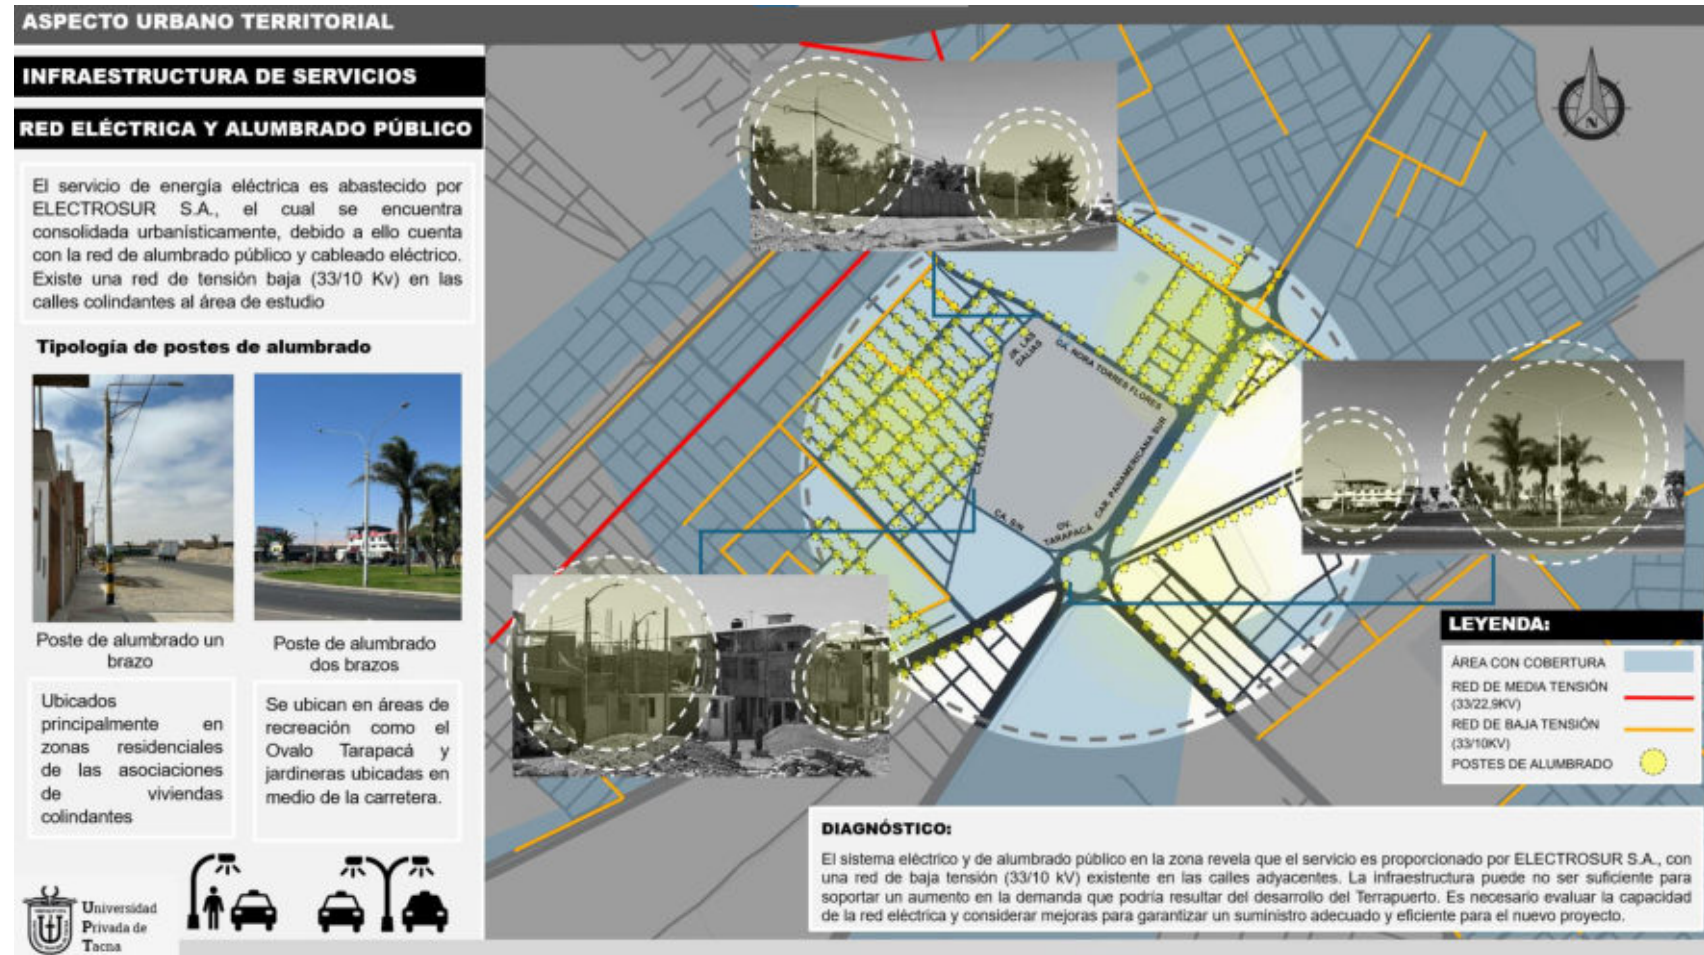 ASPECTO URBANO TERRITORIAL
INFRAESTRUCTURA DE SERVICIOS
RED ELÉCTRICA Y ALUMBRADO PÚBLICO
El servicio de energía eléctrica es abastecido por
ELECTROSUR S.A., el cual se encuentra
consolidada urbanísticamente, debido a ello cuenta
con la red de alumbrado público y cableado eléctrico.
Existe una red de tensión baja (33/10 Kv) en las
calles colindantes al área de estudio
Tipología de postes de alumbrado
Poste de alumbrado un
brazo
Poste de alumbrado
dos brazos
Ubicados
principalmente en
zonas residenciales
de las asociaciones
de viviendas
colindantes
Se ubican en áreas de
recreación como el
Ovalo Tarapacá y
jardineras ubicadas en
medio de la carretera.
Universidad
Privada de
Tacna
N
JR. LAS
DALIAS
CA. NORA TORRES FLORES
CAR. PANAMERICANA SUR
CA. S/N
OV.
TARAPACÁ
LEYENDA:
ÁREA CON COBERTURA
RED DE MEDIA TENSIÓN
(33/22,9KV)
RED DE BAJA TENSIÓN
(33/10KV)
POSTES DE ALUMBRADO
DIAGNÓSTICO:
El sistema eléctrico y de alumbrado público en la zona revela que el servicio es proporcionado por ELECTROSUR S.A., con
una red de baja tensión (33/10 kV) existente en las calles adyacentes. La infraestructura puede no ser suficiente para
soportar un aumento en la demanda que podría resultar del desarrollo del Terrapuerto. Es necesario evaluar la capacidad
de la red eléctrica y considerar mejoras para garantizar un suministro adecuado y eficiente para el nuevo proyecto.